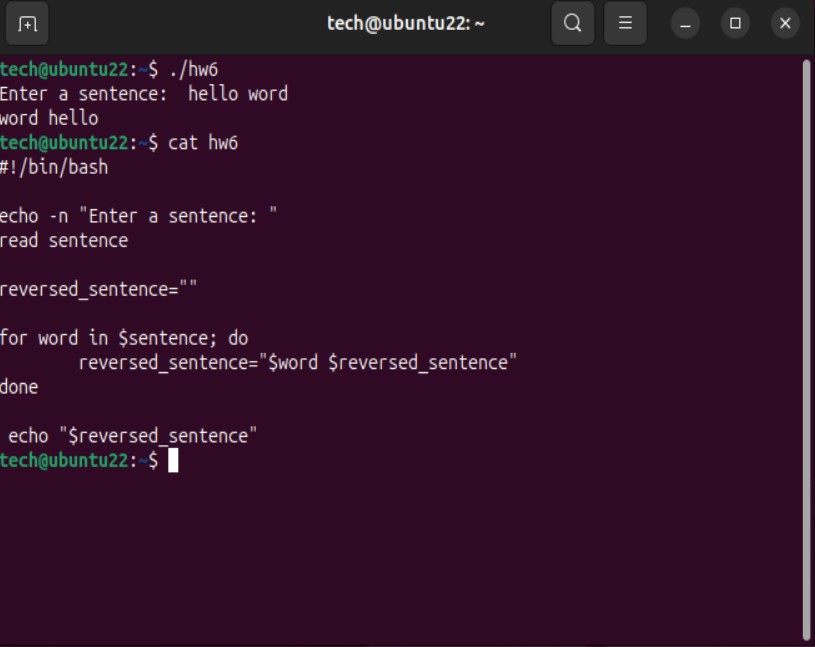 tech@ubuntu22: ~
tech@ubuntu22:~$ ./hw6
Enter a sentence:  hello word
word hello
tech@ubuntu22:~$ cat hw6
#!/bin/bash
echo -n "Enter a sentence: "
read sentence
reversed_sentence=""
for word in $sentence; do
        reversed_sentence="$word $reversed_sentence"
done
 echo "$reversed_sentence"
tech@ubuntu22:~$